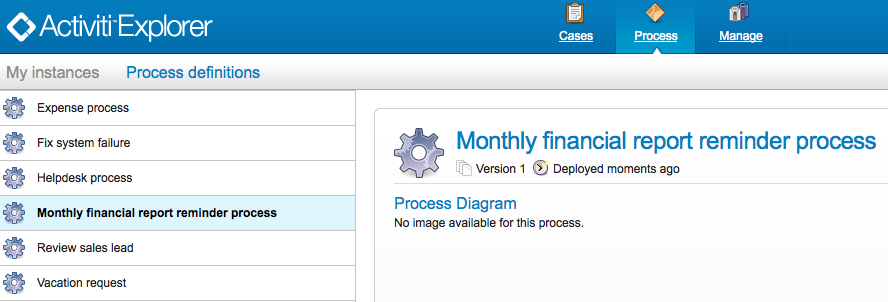 Activiti™ Explorer
Cases
Process
Manage
My instances
Process definitions
Expense process
Fix system failure
Helpdesk process
Monthly financial report reminder process
Review sales lead
Vacation request
Monthly financial report reminder process
Version 1 Deployed moments ago
Process Diagram
No image available for this process.